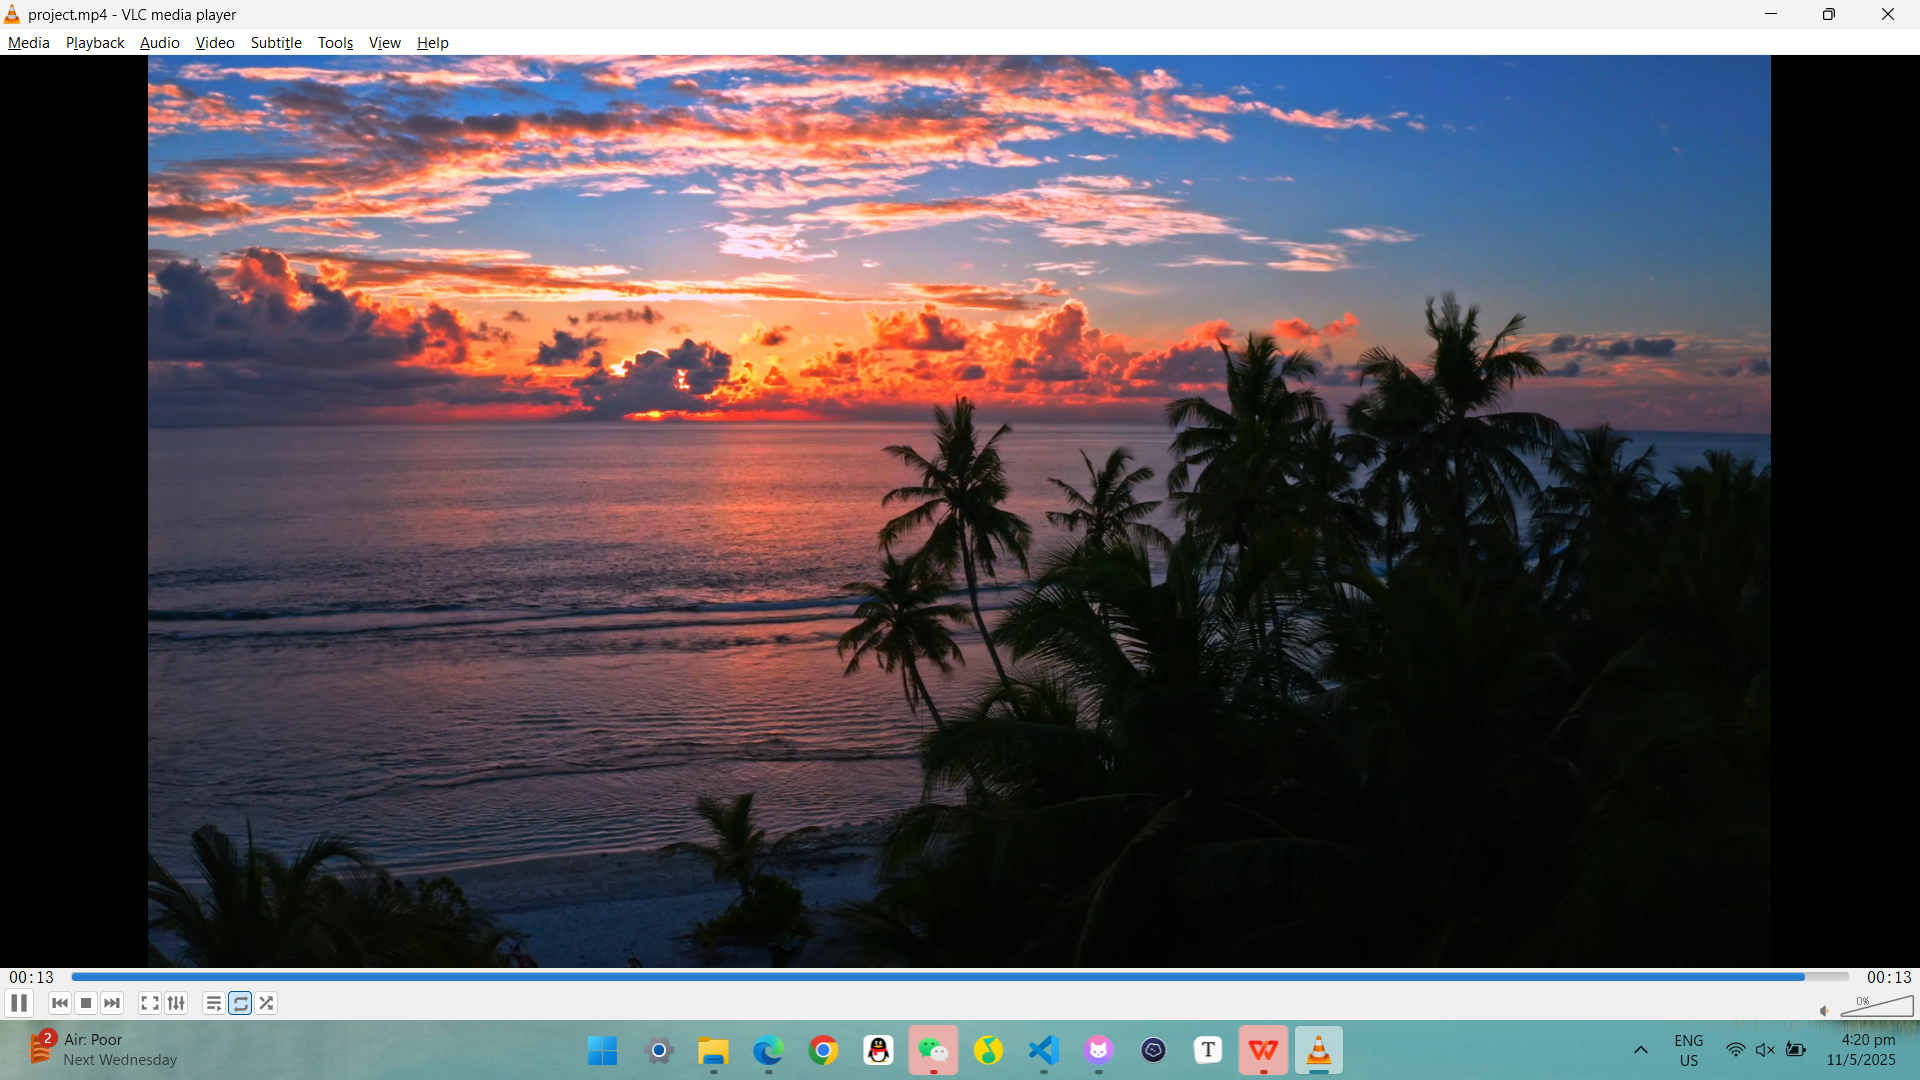 project.mp4 - VLC media player
Media Playback Audio Video Subtitle Tools View Help
00:13 00:13
0%
2 Air: Poor
Next Wednesday
T
ENG
US
4:20 pm
11/5/2025